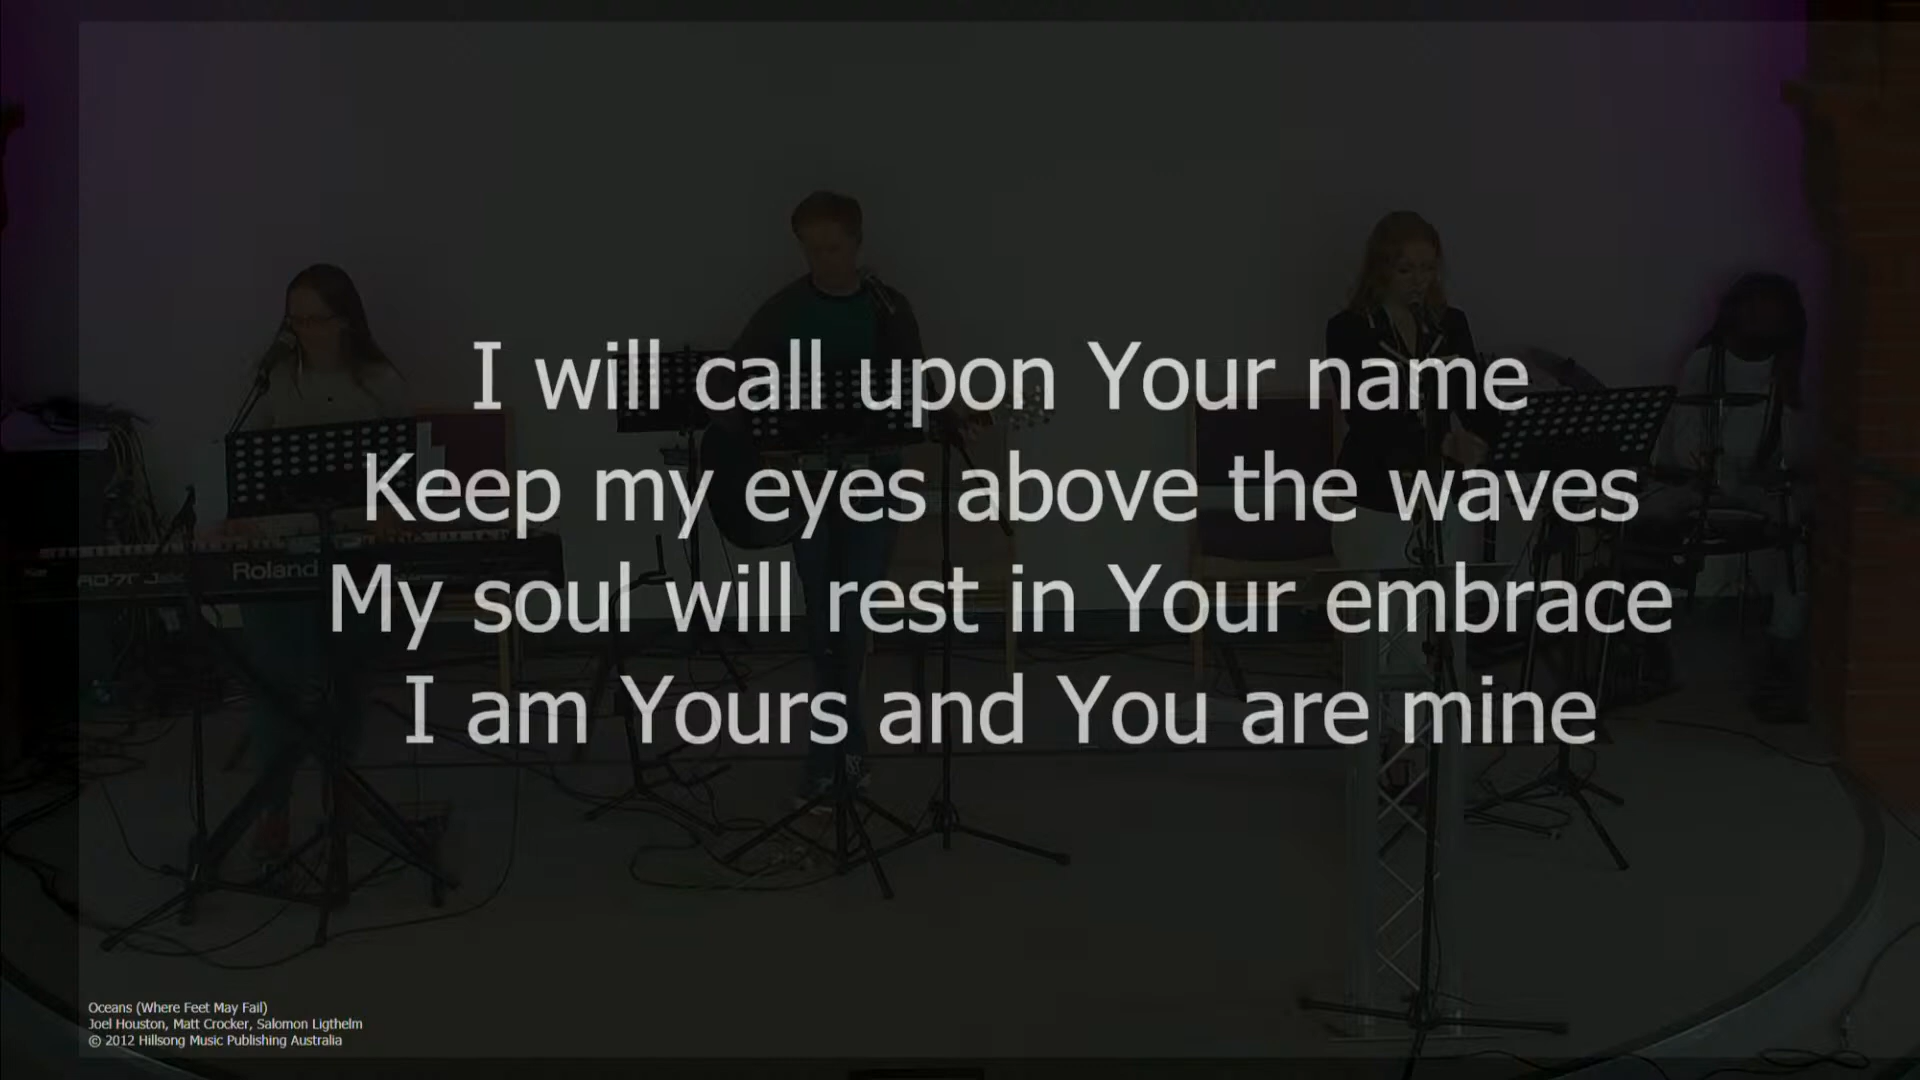 I will call upon Your name
Keep my eyes above the waves
My soul will rest in Your embrace
I am Yours and You are mine
Roland
Oceans (Where Feet May Fail)
Joel Houston, Matt Crocker, Salomon Ligthelm
© 2012 Hillsong Music Publishing Australia